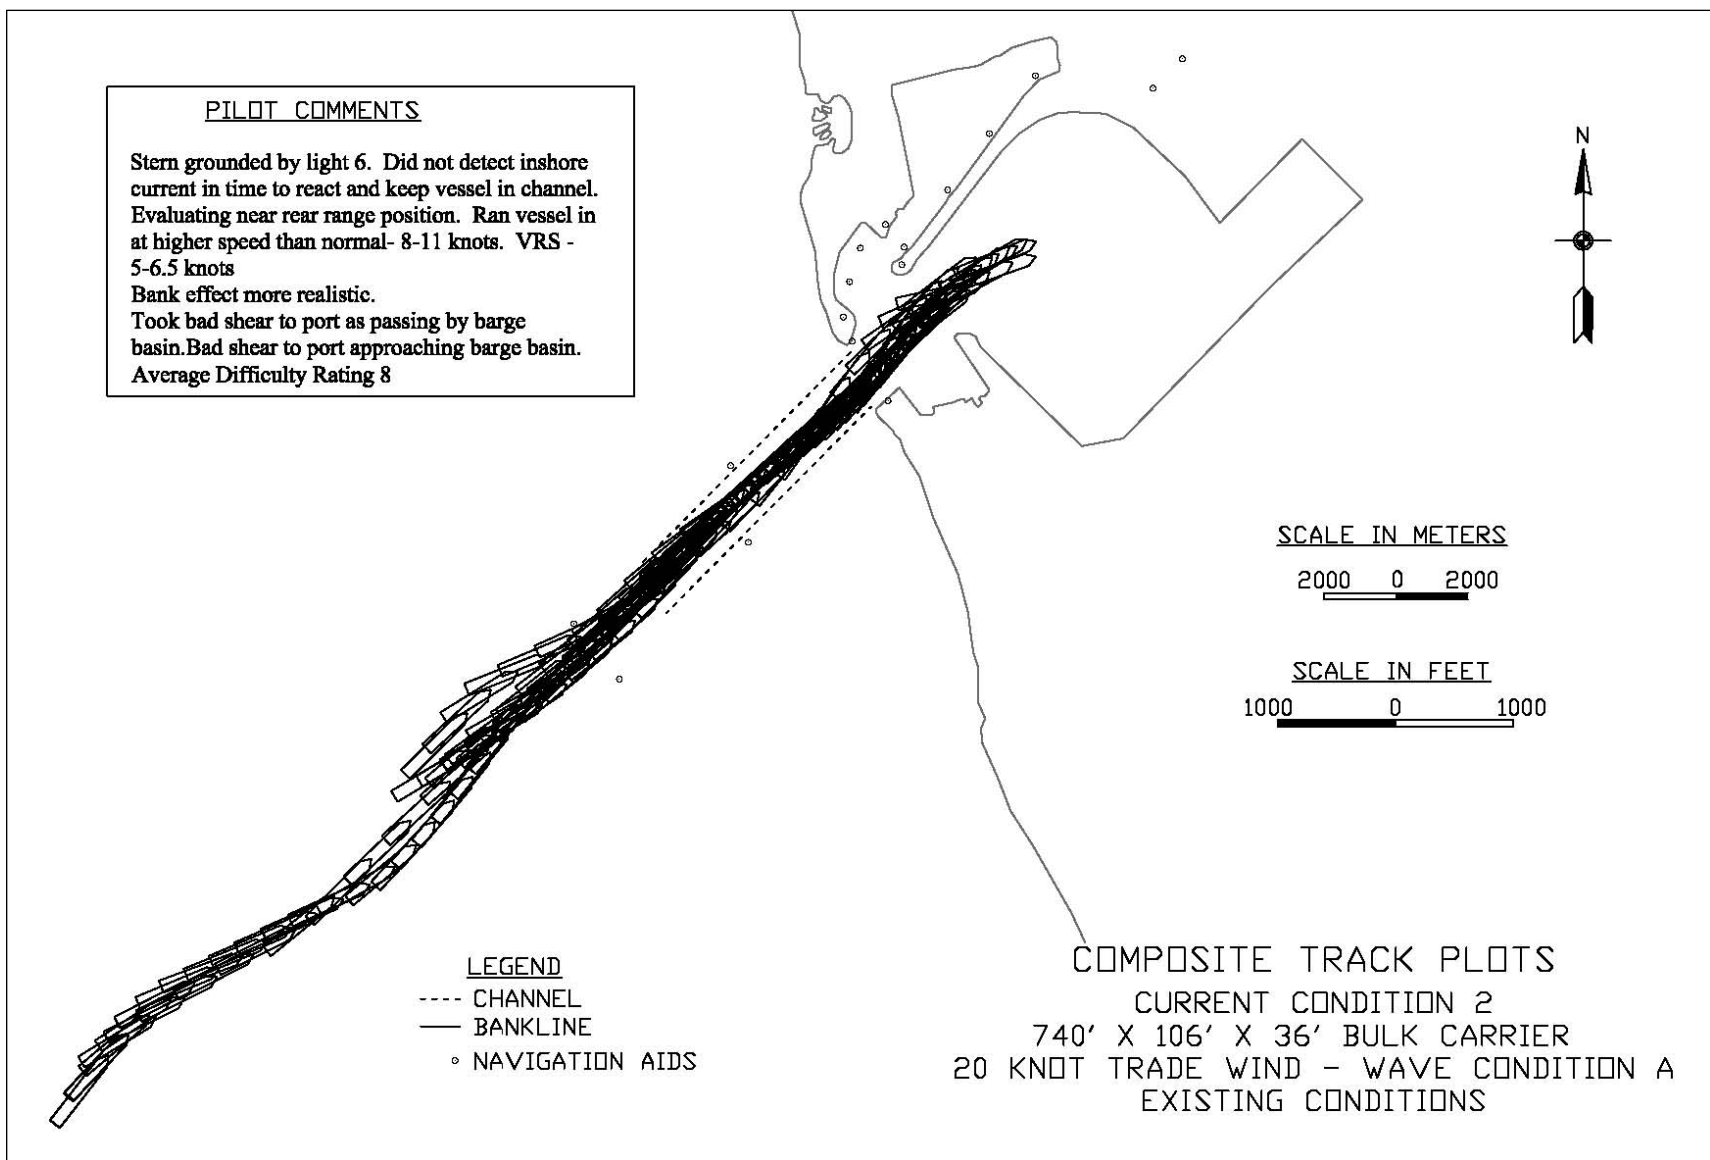 PILOT COMMENTS
Stern grounded by light 6. Did not detect inshore
current in time to react and keep vessel in channel.
Evaluating near rear range position. Ran vessel in
at higher speed than normal- 8-11 knots. VRS -
5-6.5 knots
Bank effect more realistic.
Took bad shear to port as passing by barge
basin.Bad shear to port approaching barge basin.
Average Difficulty Rating 8
N
SCALE IN METERS
2000 0 2000
SCALE IN FEET
1000 0 1000
LEGEND
CHANNEL
BANKLINE
NAVIGATION AIDS
COMPOSITE TRACK PLOTS
CURRENT CONDITION 2
740' X 106' X 36' BULK CARRIER
20 KNOT TRADE WIND - WAVE CONDITION A
EXISTING CONDITIONS